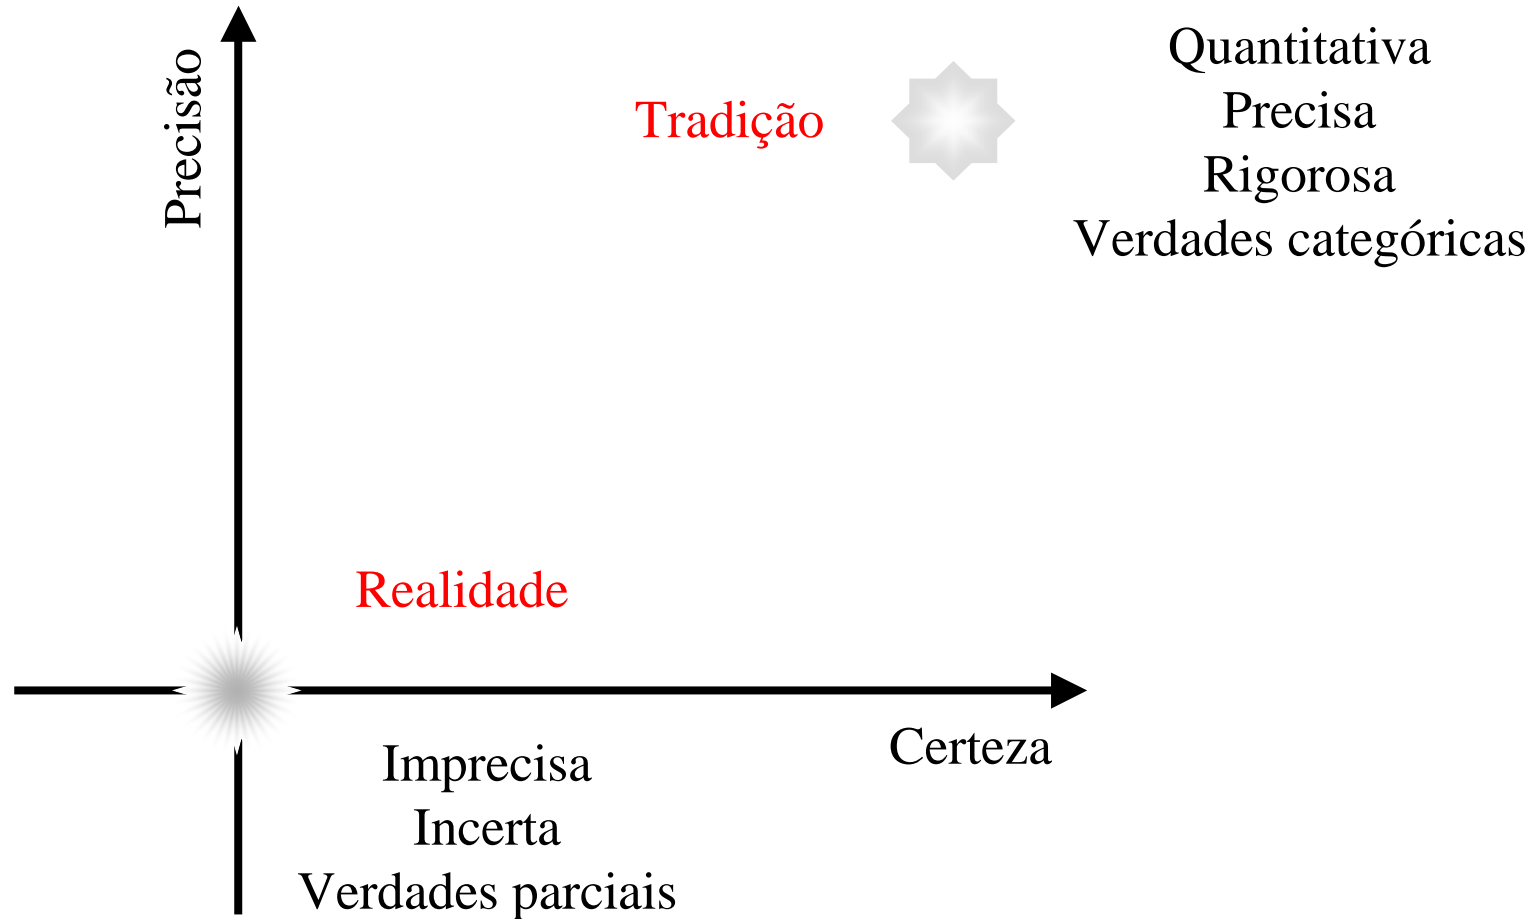 Precisão
Tradição
Quantitativa
Precisa
Rigorosa
Verdades categóricas
Realidade
Certeza
Imprecisa
Incerta
Verdades parciais